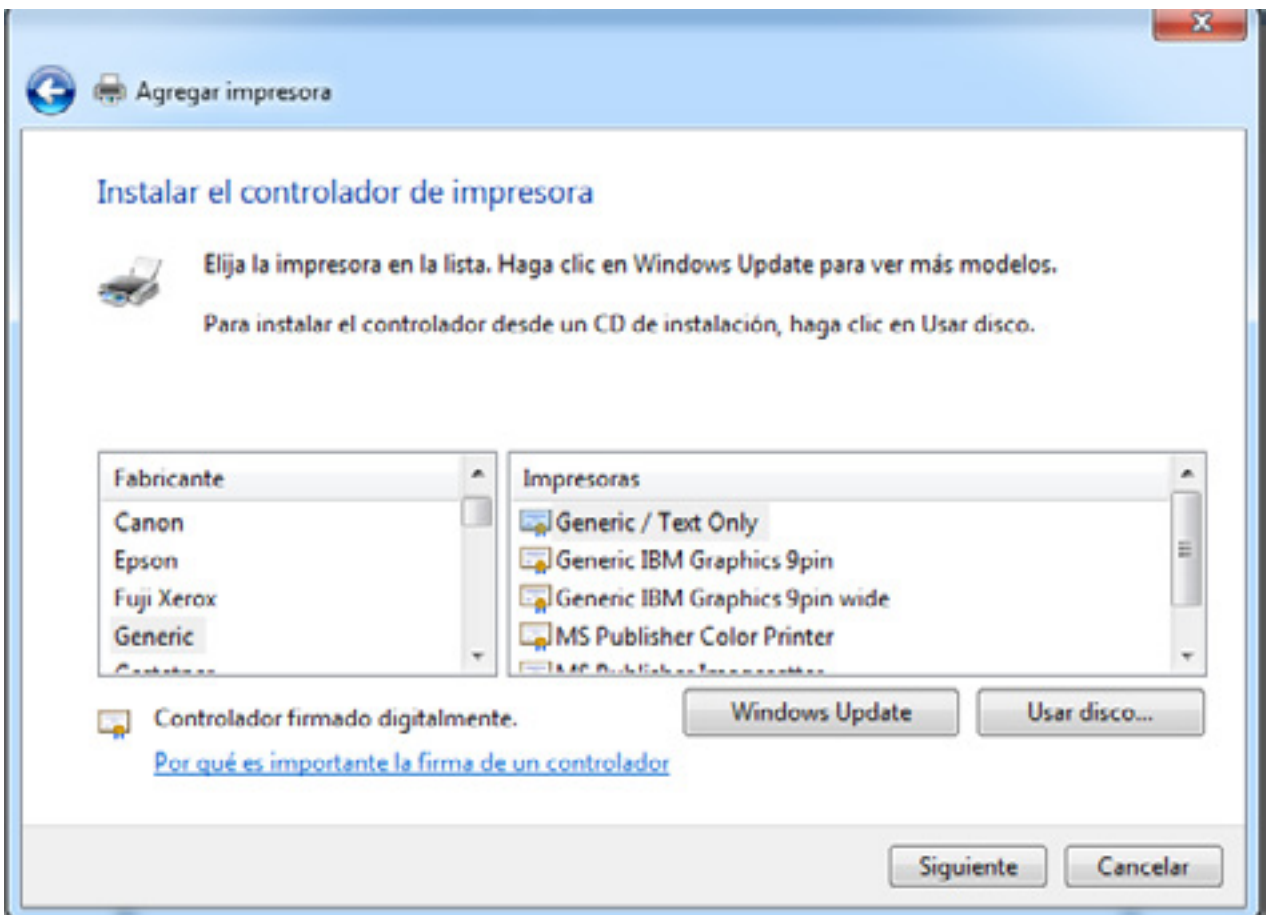 Agregar impresora
Instalar el controlador de impresora
Elija la impresora en la lista. Haga clic en Windows Update para ver más modelos.
Para instalar el controlador desde un CD de instalación, haga clic en Usar disco.
Fabricante
Canon
Epson
Fuji Xerox
Generic
Impresoras
Generic / Text Only
Generic IBM Graphics 9pin
Generic IBM Graphics 9pin wide
MS Publisher Color Printer
Controlador firmado digitalmente.
Por qué es importante la firma de un controlador
Windows Update
Usar disco...
Siguiente
Cancelar